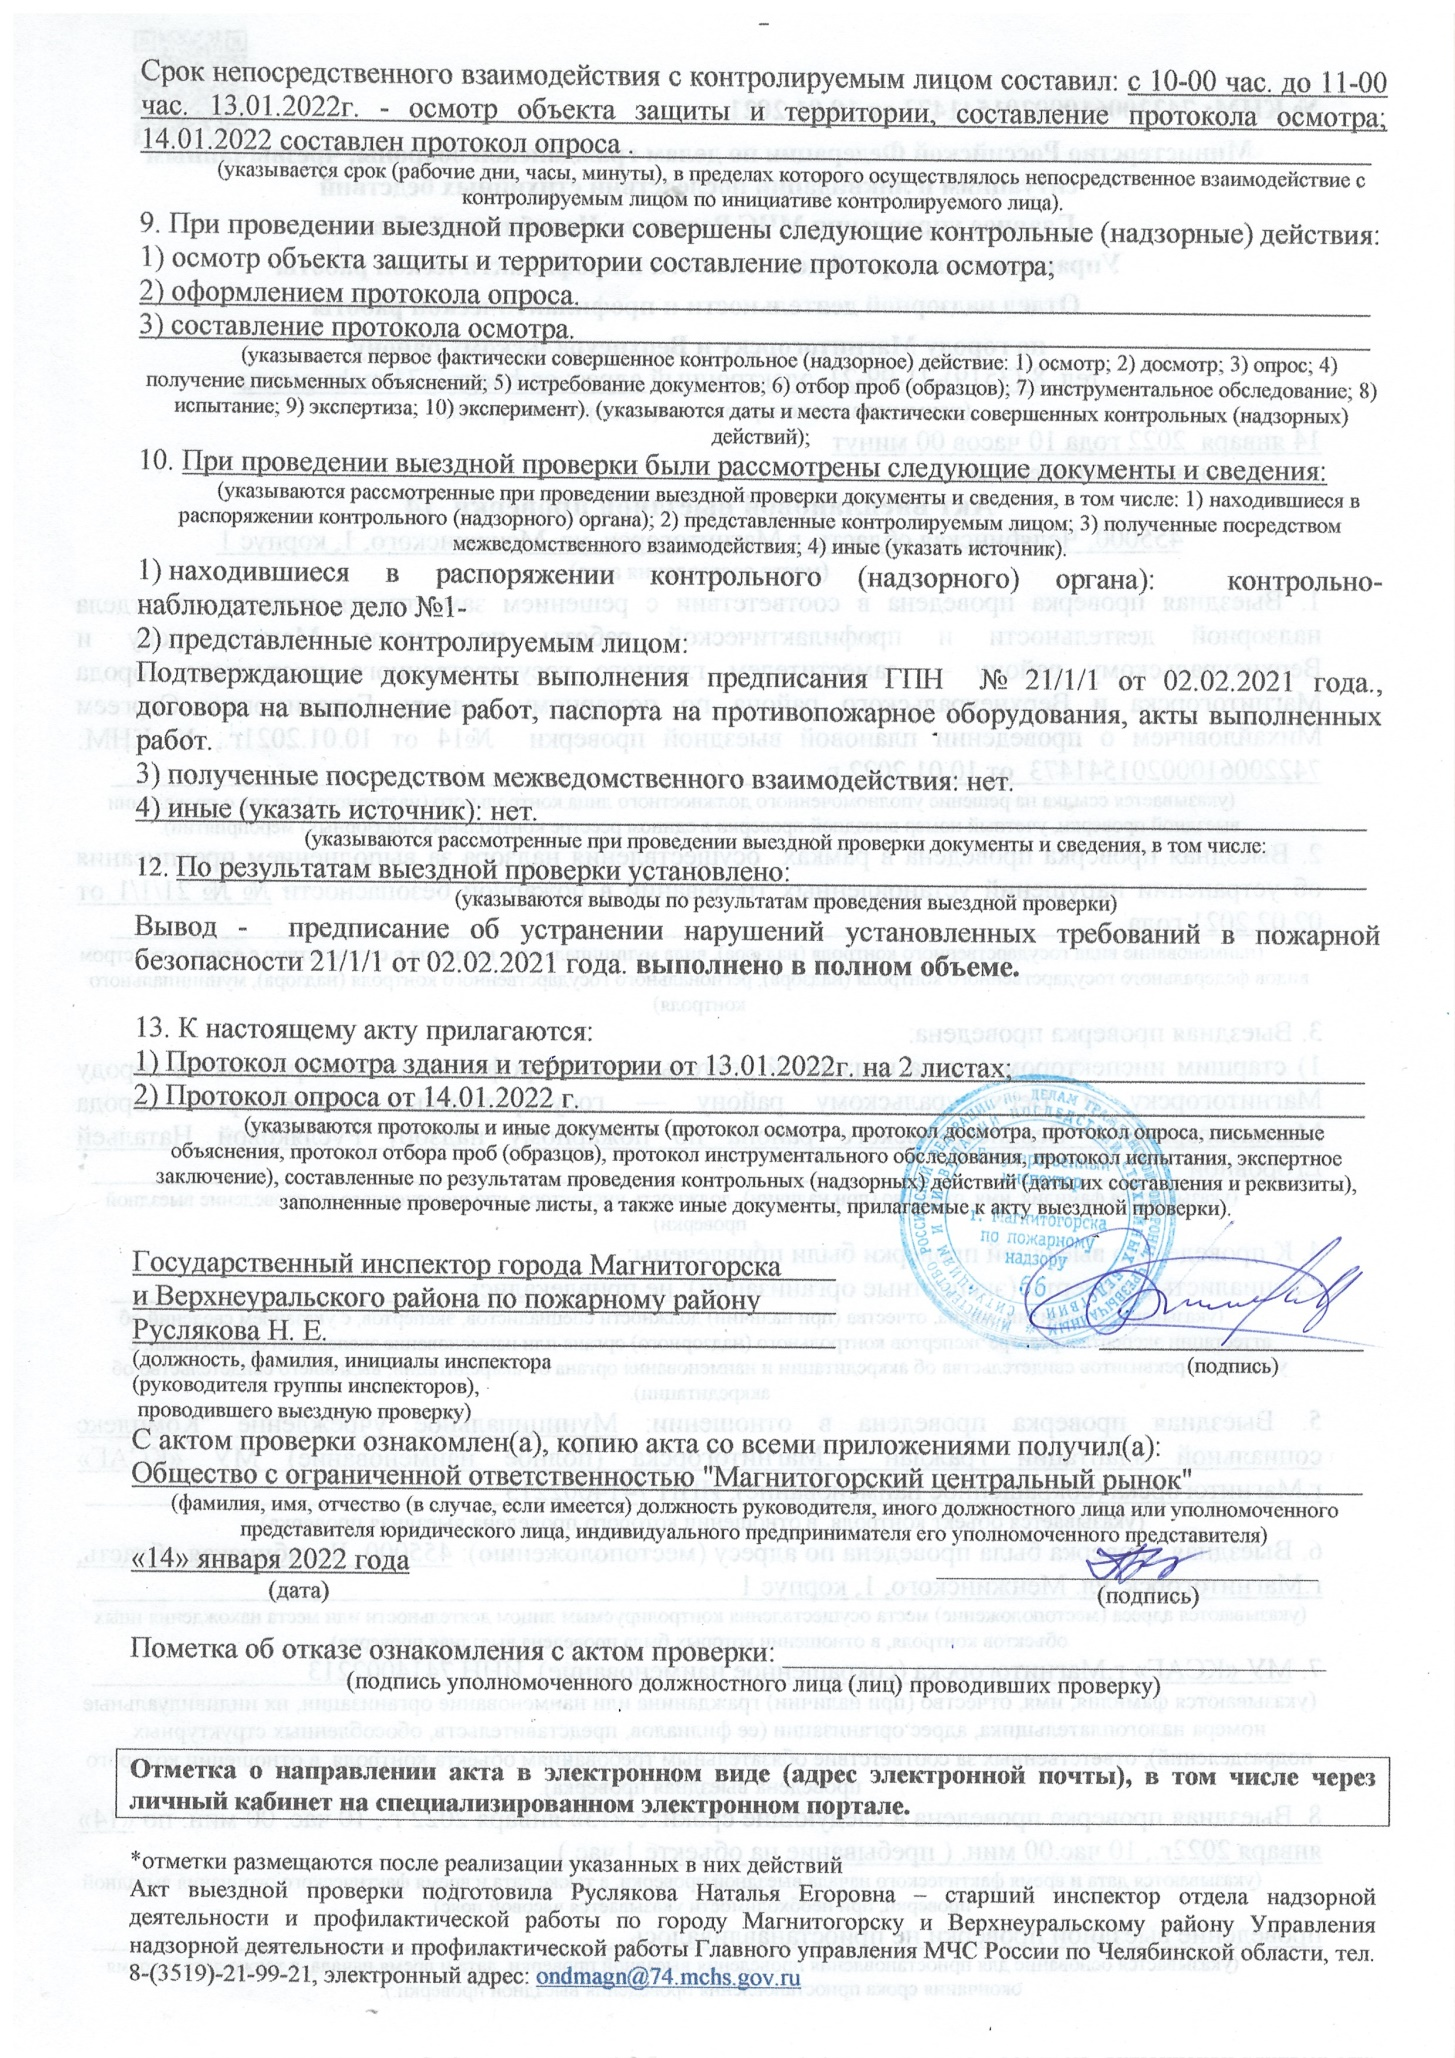 Срок непосредственного взаимодействия с контролируемым лицом составил: с 10-00 час. до 11-00
час. 13.01.2022г. - осмотр объекта защиты и территории, составление протокола осмотра;
14.01.2022 составлен протокол опроса .
(указывается срок (рабочие дни, часы, минуты), в пределах которого осуществлялось непосредственное взаимодействие с
контролируемым лицом по инициативе контролируемого лица).
9. При проведении выездной проверки совершены следующие контрольные (надзорные) действия:
1) осмотр объекта защиты и территории составление протокола осмотра;
2) оформлением протокола опроса.
3) составление протокола осмотра.
(указывается первое фактически совершенное контрольное (надзорное) действие: 1) осмотр; 2) досмотр; 3) опрос; 4)
получение письменных объяснений; 5) истребование документов; 6) отбор проб (образцов); 7) инструментальное обследование; 8)
испытание; 9) экспертиза; 10) эксперимент). (указываются даты и места фактически совершенных контрольных (надзорных)
действий);
10. При проведении выездной проверки были рассмотрены следующие документы и сведения:
(указываются рассмотренные при проведении выездной проверки документы и сведения, в том числе: 1) находившиеся в
распоряжении контрольного (надзорного) органа); 2) представленные контролируемым лицом; 3) полученные посредством
межведомственного взаимодействия; 4) иные (указать источник).
1) находившиеся в распоряжении контрольного (надзорного) органа): контрольно-
наблюдательное дело №1-
2) представленные контролируемым лицом:
Подтверждающие документы выполнения предписания ГПН № 21/1/1 от 02.02.2021 года.,
договора на выполнение работ, паспорта на противопожарное оборудования, акты выполненных
работ.
3) полученные посредством межведомственного взаимодействия: нет.
4) иные (указать источник): нет.
(указываются рассмотренные при проведении выездной проверки документы и сведения, в том числе:
12. По результатам выездной проверки установлено:
(указываются выводы по результатам проведения выездной проверки)
Вывод - предписание об устранении нарушений установленных требований в пожарной
безопасности 21/1/1 от 02.02.2021 года. выполнено в полном объеме.
13. К настоящему акту прилагаются:
1) Протокол осмотра здания и территории от 13.01.2022г. на 2 листах;
2) Протокол опроса от 14.01.2022 г.
(указываются протоколы и иные документы (протокол осмотра, протокол досмотра, протокол опроса, письменные
объяснения, протокол отбора проб (образцов), протокол инструментального обследования, протокол испытания, экспертное
заключение), составленные по результатам проведения контрольных (надзорных) действий (даты их составления и реквизиты),
заполненные проверочные листы, а также иные документы, прилагаемые к акту выездной проверки).
Государственный
инспектор
г. Магнитогорска
по пожарному
надзору
66
Государственный инспектор города Магнитогорска
и Верхнеуральского района по пожарному району
Руслякова Н. Е.
(должность, фамилия, инициалы инспектора
(подпись)
(руководителя группы инспекторов),
проводившего выездную проверку)
С актом проверки ознакомлен(а), копию акта со всеми приложениями получил(а):
Общество с ограниченной ответственностью "Магнитогорский центральный рынок"
(фамилия, имя, отчество (в случае, если имеется) должность руководителя, иного должностного лица или уполномоченного
представителя юридического лица, индивидуального предпринимателя его уполномоченного представителя)
«14» января 2022 года
(дата)
(подпись)
Пометка об отказе ознакомления с актом проверки:
(подпись уполномоченного должностного лица (лиц) проводивших проверку)
Отметка о направлении акта в электронном виде (адрес электронной почты), в том числе через
личный кабинет на специализированном электронном портале.
*отметки размещаются после реализации указанных в них действий
Акт выездной проверки подготовила Руслякова Наталья Егоровна – старший инспектор отдела надзорной
деятельности и профилактической работы по городу Магнитогорску и Верхнеуральскому району Управления
надзорной деятельности и профилактической работы Главного управления МЧС России по Челябинской области, тел.
8-(3519)-21-99-21, электронный адрес: ondmagn@74.mchs.gov.ru